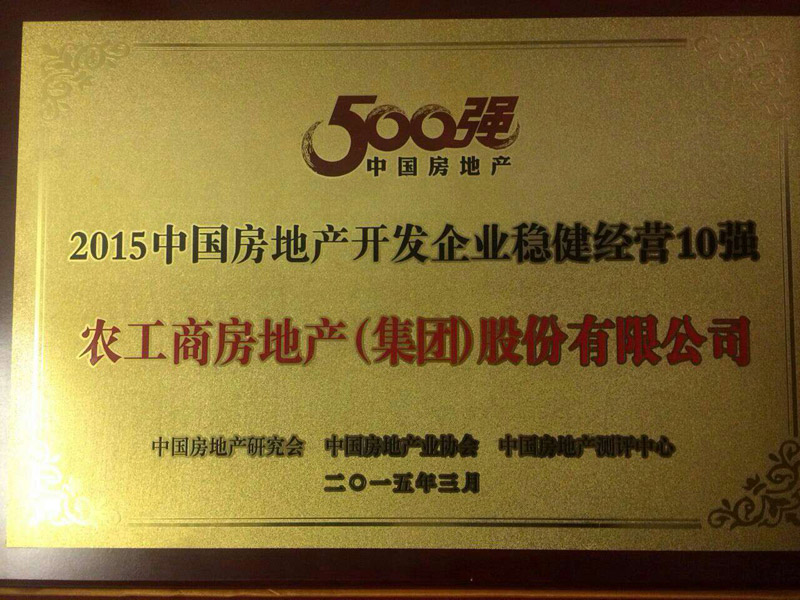 500强
中国房地产
2015中国房地产开发企业稳健经营10强
农工商房地产(集团)股份有限公司
中国房地产研究会 中国房地产业协会 中国房地产测评中心
二〇一五年三月